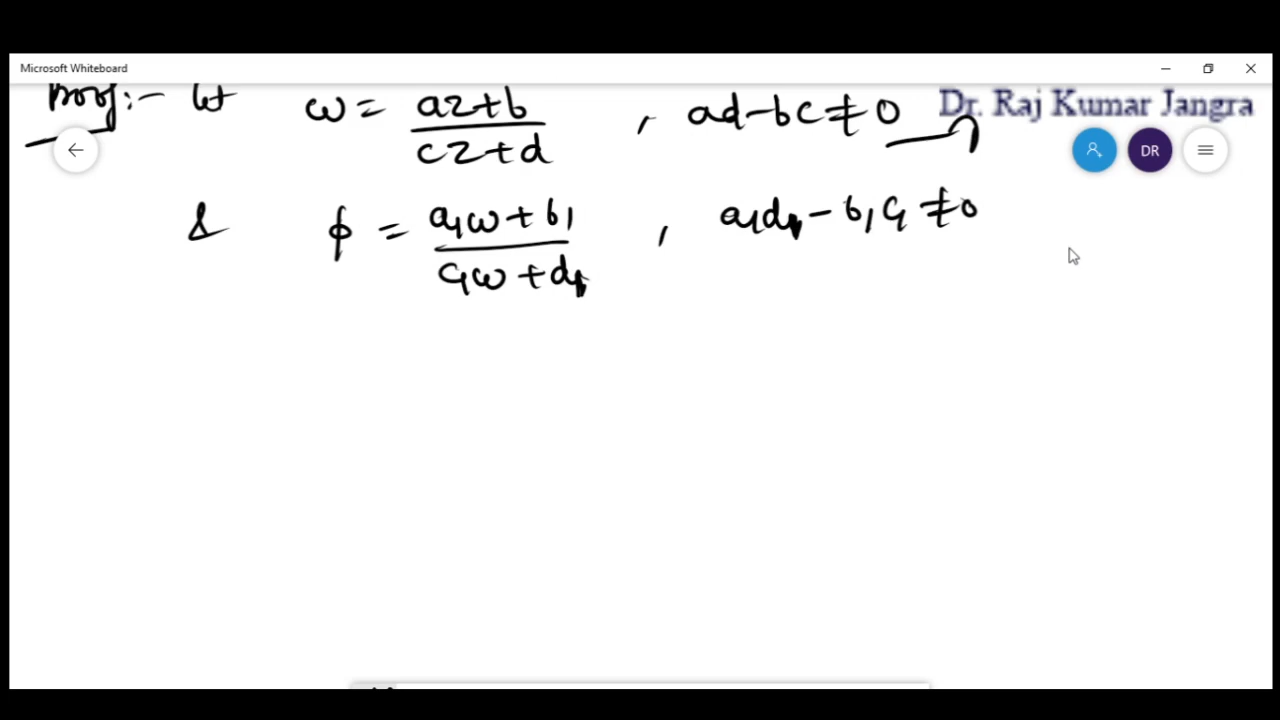 Microsoft Whiteboard
Proof:- let ω = az+b / cz+d , ad-bc≠0
Dr. Raj Kumar Jangra
DR
& φ = a₁ω+b₁ / c₁ω+d₁ , a₁d₁-b₁c₁≠0